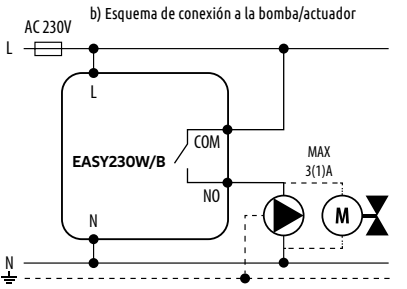 b) Esquema de conexión a la bomba/actuador
AC 230V
L
L
COM
EASY230W/B
MAX
3(1)A
NO
M
N
N